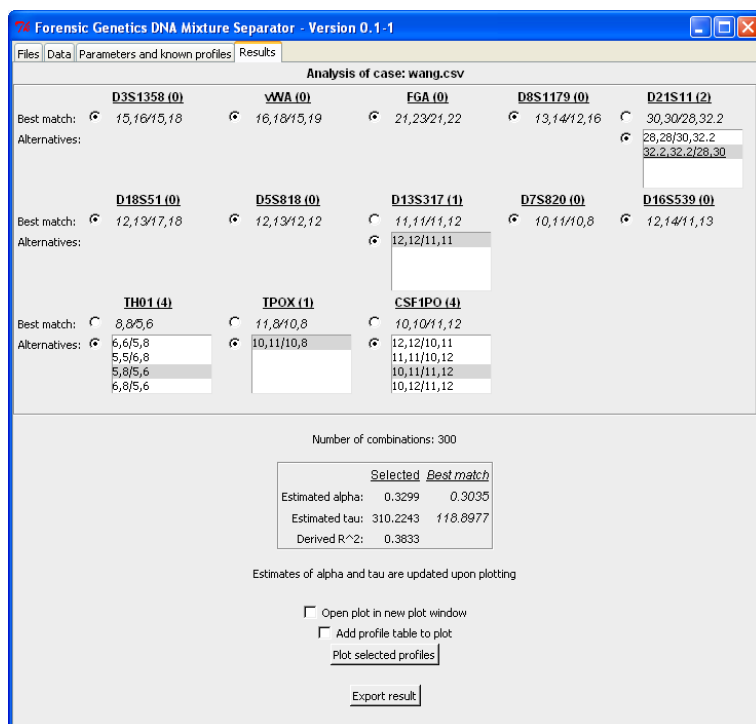 Forensic Genetics DNA Mixture Separator - Version 0.1-1
Files Data Parameters and known profiles Results
Analysis of case: wang.csv
D3S1358 (0) vWA (0) FGA (0) D8S1179 (0) D21S11 (2)
Best match: 15,16/15,18 16,18/15,19 21,23/21,22 13,14/12,16 30,30/28,32.2
Alternatives: 28,28/30,32.2
32.2,32.2/28,30
D18S51 (0) D5S818 (0) D13S317 (1) D7S820 (0) D16S539 (0)
Best match: 12,13/17,18 12,13/12,12 11,11/11,12 10,11/10,8 12,14/11,13
Alternatives: 12,12/11,11
TH01 (4) TPOX (1) CSF1PO (4)
Best match: 8,8/5,6 11,8/10,8 10,10/11,12
Alternatives: 6,6/5,8 10,11/10,8 12,12/10,11
5,5/6,8 11,11/10,12
5,8/5,6 10,11/11,12
6,8/5,6 10,12/11,12
Number of combinations: 300
Selected Best match
Estimated alpha: 0.3299 0.3035
Estimated tau: 310.2243 118.8977
Derived R^2: 0.3833
Estimates of alpha and tau are updated upon plotting
Open plot in new plot window
Add profile table to plot
Plot selected profiles
Export result